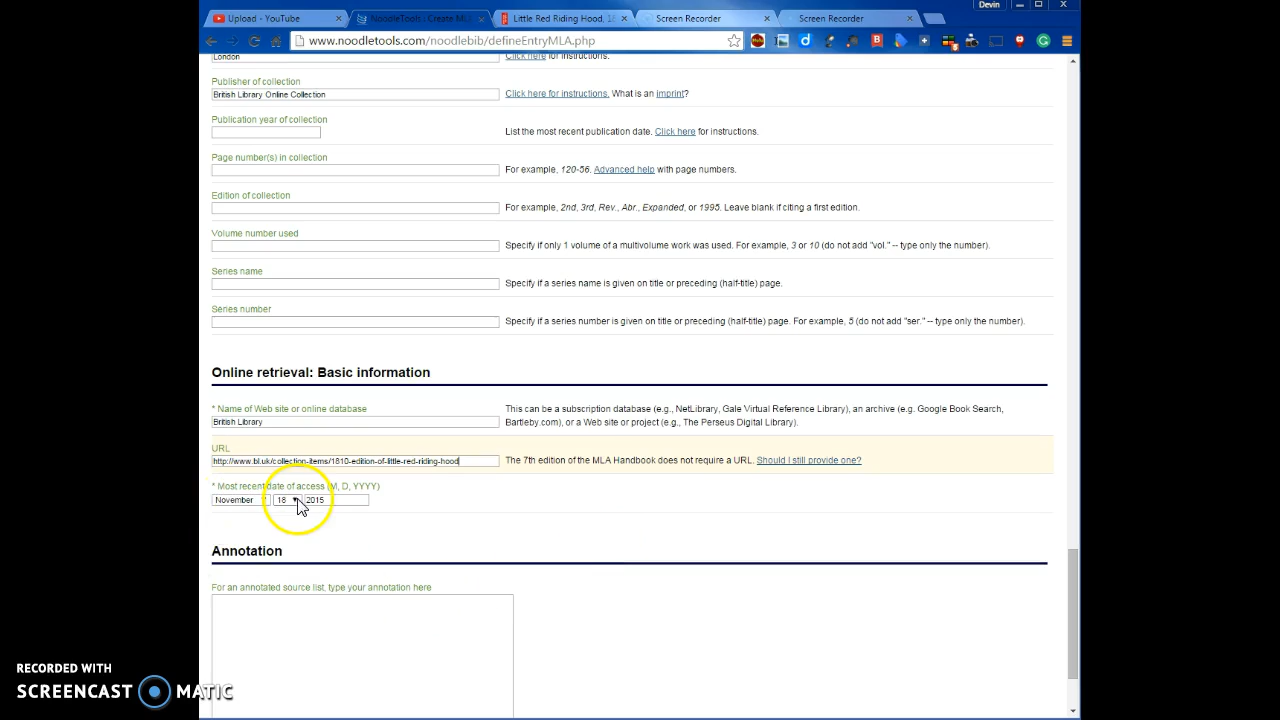 Devin
Upload - YouTube
NoodleTools : Create ML
Little Red Riding Hood, 18
Screen Recorder
Screen Recorder
www.noodletools.com/noodlebib/defineEntryMLA.php
London
Click here for instructions.
Publisher of collection
British Library Online Collection
Click here for instructions. What is an imprint?
Publication year of collection
List the most recent publication date. Click here for instructions.
Page number(s) in collection
For example, 120-56. Advanced help with page numbers.
Edition of collection
For example, 2nd, 3rd, Rev., Abr., Expanded, or 1995. Leave blank if citing a first edition.
Volume number used
Specify if only 1 volume of a multivolume work was used. For example, 3 or 10 (do not add "vol." -- type only the number).
Series name
Specify if a series name is given on title or preceding (half-title) page.
Series number
Specify if a series number is given on title or preceding (half-title) page. For example, 5 (do not add "ser." -- type only the number).
Online retrieval: Basic information
* Name of Web site or online database
This can be a subscription database (e.g., NetLibrary, Gale Virtual Reference Library), an archive (e.g. Google Book Search,
British Library
Bartleby.com), or a Web site or project (e.g., The Perseus Digital Library).
URL
http://www.bl.uk/collection-items/1810-edition-of-little-red-riding-hood
The 7th edition of the MLA Handbook does not require a URL. Should I still provide one?
* Most recent date of access (M, D, YYYY)
November 18 2015
Annotation
For an annotated source list, type your annotation here
RECORDED WITH
SCREENCAST MATIC